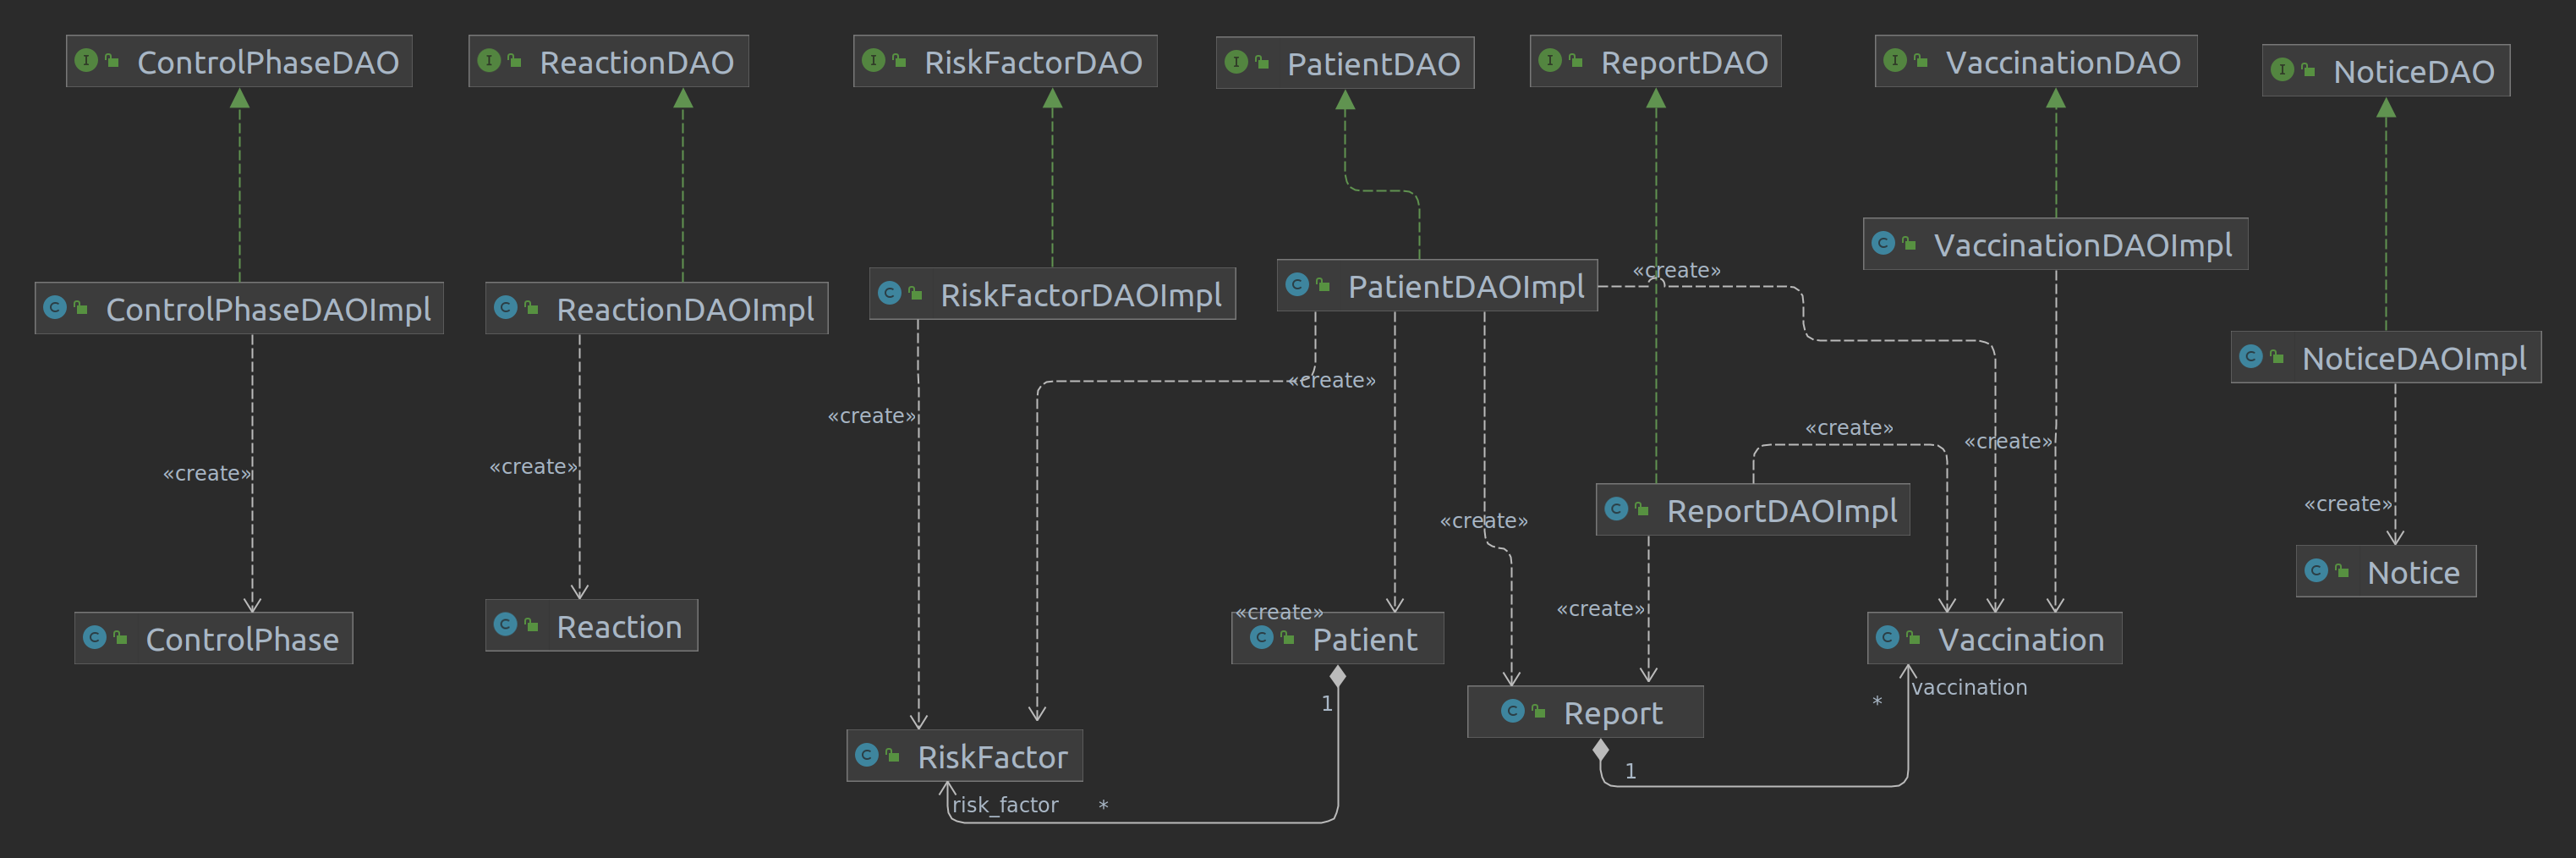 ControlPhaseDAO
ReactionDAO
RiskFactorDAO
PatientDAO
ReportDAO
VaccinationDAO
NoticeDAO
VaccinationDAOImpl
«create»
PatientDAOImpl
RiskFactorDAOImpl
ControlPhaseDAOImpl
ReactionDAOImpl
NoticeDAOImpl
«create»
«create»
«create»
«create»
«create»
«create»
«create»
«create»
ReportDAOImpl
«create»
Notice
«create»
«create»
Reaction
ControlPhase
Patient
Vaccination
vaccination
1
*
Report
RiskFactor
1
risk_factor
*